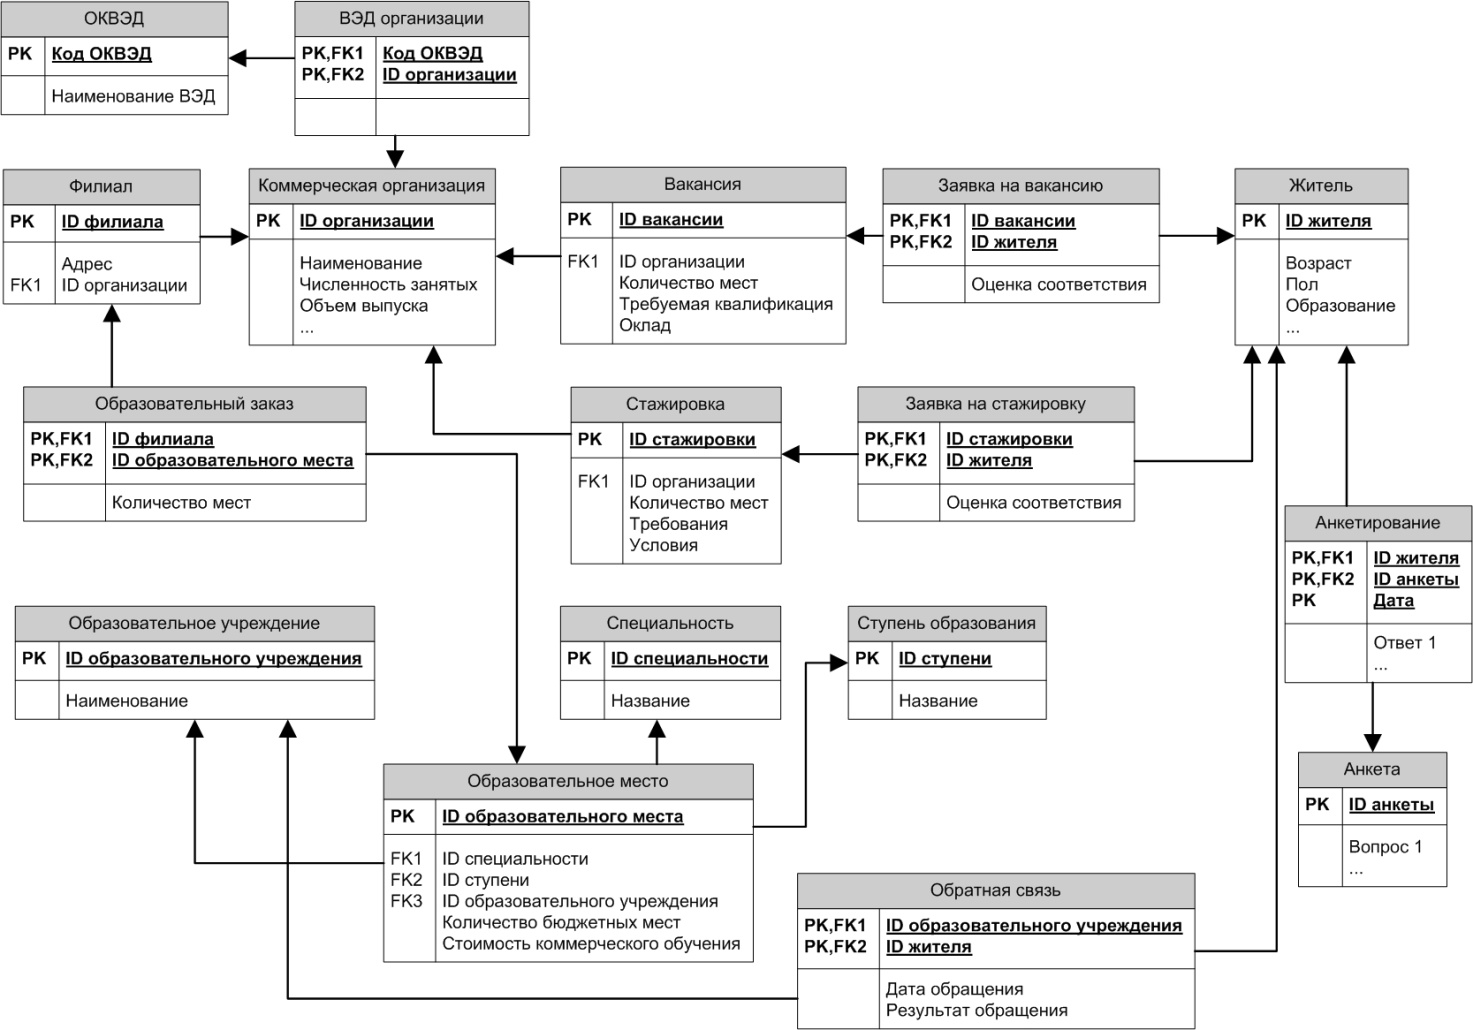 ОКВЭД
PK Код ОКВЭД
Наименование ВЭД
ВЭД организации
PK,FK1 Код ОКВЭД
PK,FK2 ID организации
Филиал
PK ID филиала
Адрес
FK1 ID организации
Коммерческая организация
PK ID организации
Наименование
Численность занятых
Объем выпуска
...
Вакансия
PK ID вакансии
FK1 ID организации
Количество мест
Требуемая квалификация
Оклад
Заявка на вакансию
PK,FK1 ID вакансии
PK,FK2 ID жителя
Оценка соответствия
Житель
PK ID жителя
Возраст
Пол
Образование
...
Образовательный заказ
PK,FK1 ID филиала
PK,FK2 ID образовательного места
Количество мест
Стажировка
PK ID стажировки
FK1 ID организации
Количество мест
Требования
Условия
Заявка на стажировку
PK,FK1 ID стажировки
PK,FK2 ID жителя
Оценка соответствия
Анкетирование
PK,FK1 ID жителя
PK,FK2 ID анкеты
PK Дата
Ответ 1
...
Образовательное учреждение
PK ID образовательного учреждения
Наименование
Специальность
PK ID специальности
Название
Ступень образования
PK ID ступени
Название
Образовательное место
PK ID образовательного места
FK1 ID специальности
FK2 ID ступени
FK3 ID образовательного учреждения
Количество бюджетных мест
Стоимость коммерческого обучения
Анкета
PK ID анкеты
Вопрос 1
...
Обратная связь
PK,FK1 ID образовательного учреждения
PK,FK2 ID жителя
Дата обращения
Результат обращения